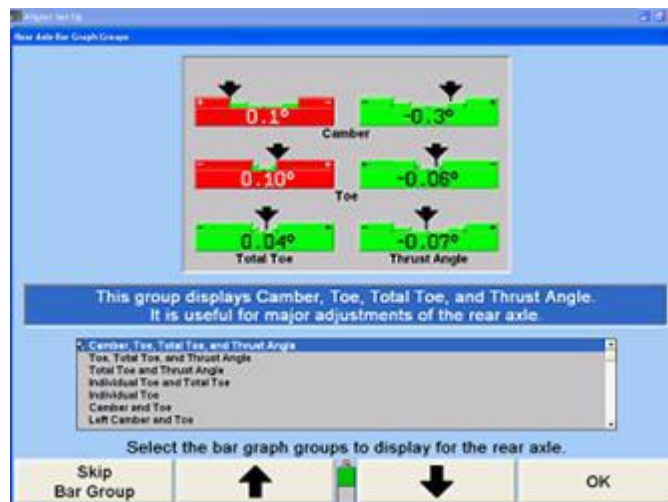 Aligner Set Up
Rear Axle Bar Graph Groups
0.1° -0.3°
Camber
0.10° -0.06°
Toe
0.04° -0.07°
Total Toe Thrust Angle
This group displays Camber, Toe, Total Toe, and Thrust Angle.
It is useful for major adjustments of the rear axle.
Camber, Toe, Total Toe, and Thrust Angle
Toe, Total Toe, and Thrust Angle
Total Toe and Thrust Angle
Individual Toe and Total Toe
Individual Toe
Camber and Toe
Left Camber and Toe
Select the bar graph groups to display for the rear axle.
Skip
Bar Group
OK